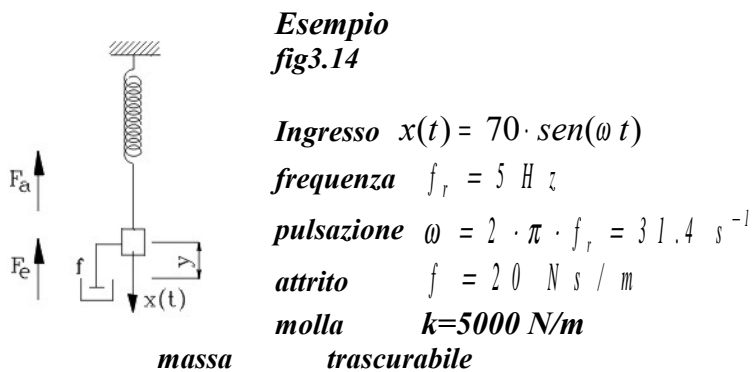 Esempio
fig3.14
Ingresso x(t) = 70· sen(ω t)
frequenza f_r = 5 Hz
pulsazione ω = 2 · π · f_r = 31.4 s⁻¹
attrito f = 20 Ns/m
molla k=5000 N/m
massa trascurabile
Fa
Fe
f
y
x(t)